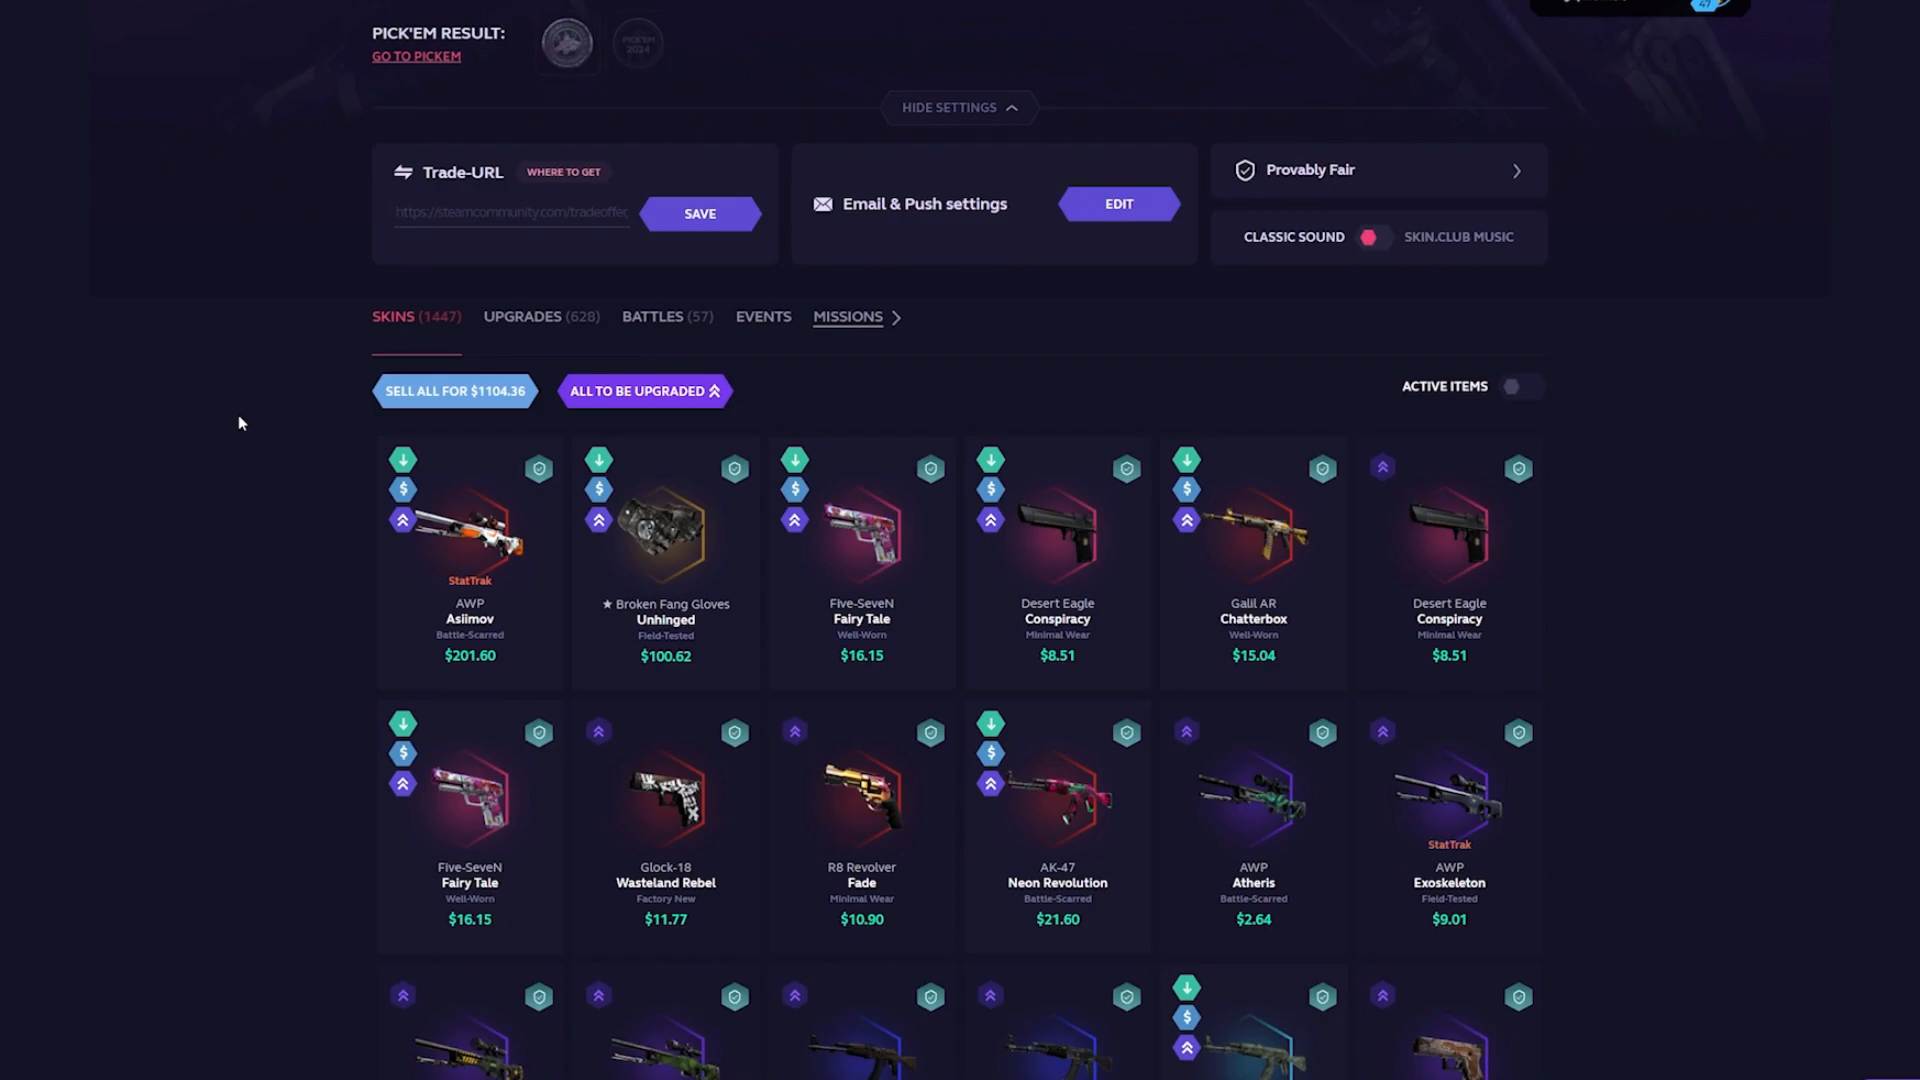 PICK'EM RESULT:
GO TO PICKEM
PICK'EM
2024
47
HIDE SETTINGS
Trade-URL
WHERE TO GET
https://steamcommunity.com/tradeoffer
SAVE
Email & Push settings
EDIT
Provably Fair
CLASSIC SOUND
SKIN.CLUB MUSIC
SKINS (1447)
UPGRADES (628)
BATTLES (57)
EVENTS
MISSIONS
SELL ALL FOR $1104.36
ALL TO BE UPGRADED
ACTIVE ITEMS
StatTrak
AWP
Asiimov
Battle-Scarred
$201.60
★ Broken Fang Gloves
Unhinged
Field-Tested
$100.62
Five-SeveN
Fairy Tale
Well-Worn
$16.15
Desert Eagle
Conspiracy
Minimal Wear
$8.51
Galil AR
Chatterbox
Well-Worn
$15.04
Desert Eagle
Conspiracy
Minimal Wear
$8.51
Five-SeveN
Fairy Tale
Well-Worn
$16.15
Glock-18
Wasteland Rebel
Factory New
$11.77
R8 Revolver
Fade
Minimal Wear
$10.90
AK-47
Neon Revolution
Battle-Scarred
$21.60
AWP
Atheris
Battle-Scarred
$2.64
StatTrak
AWP
Exoskeleton
Field-Tested
$9.01